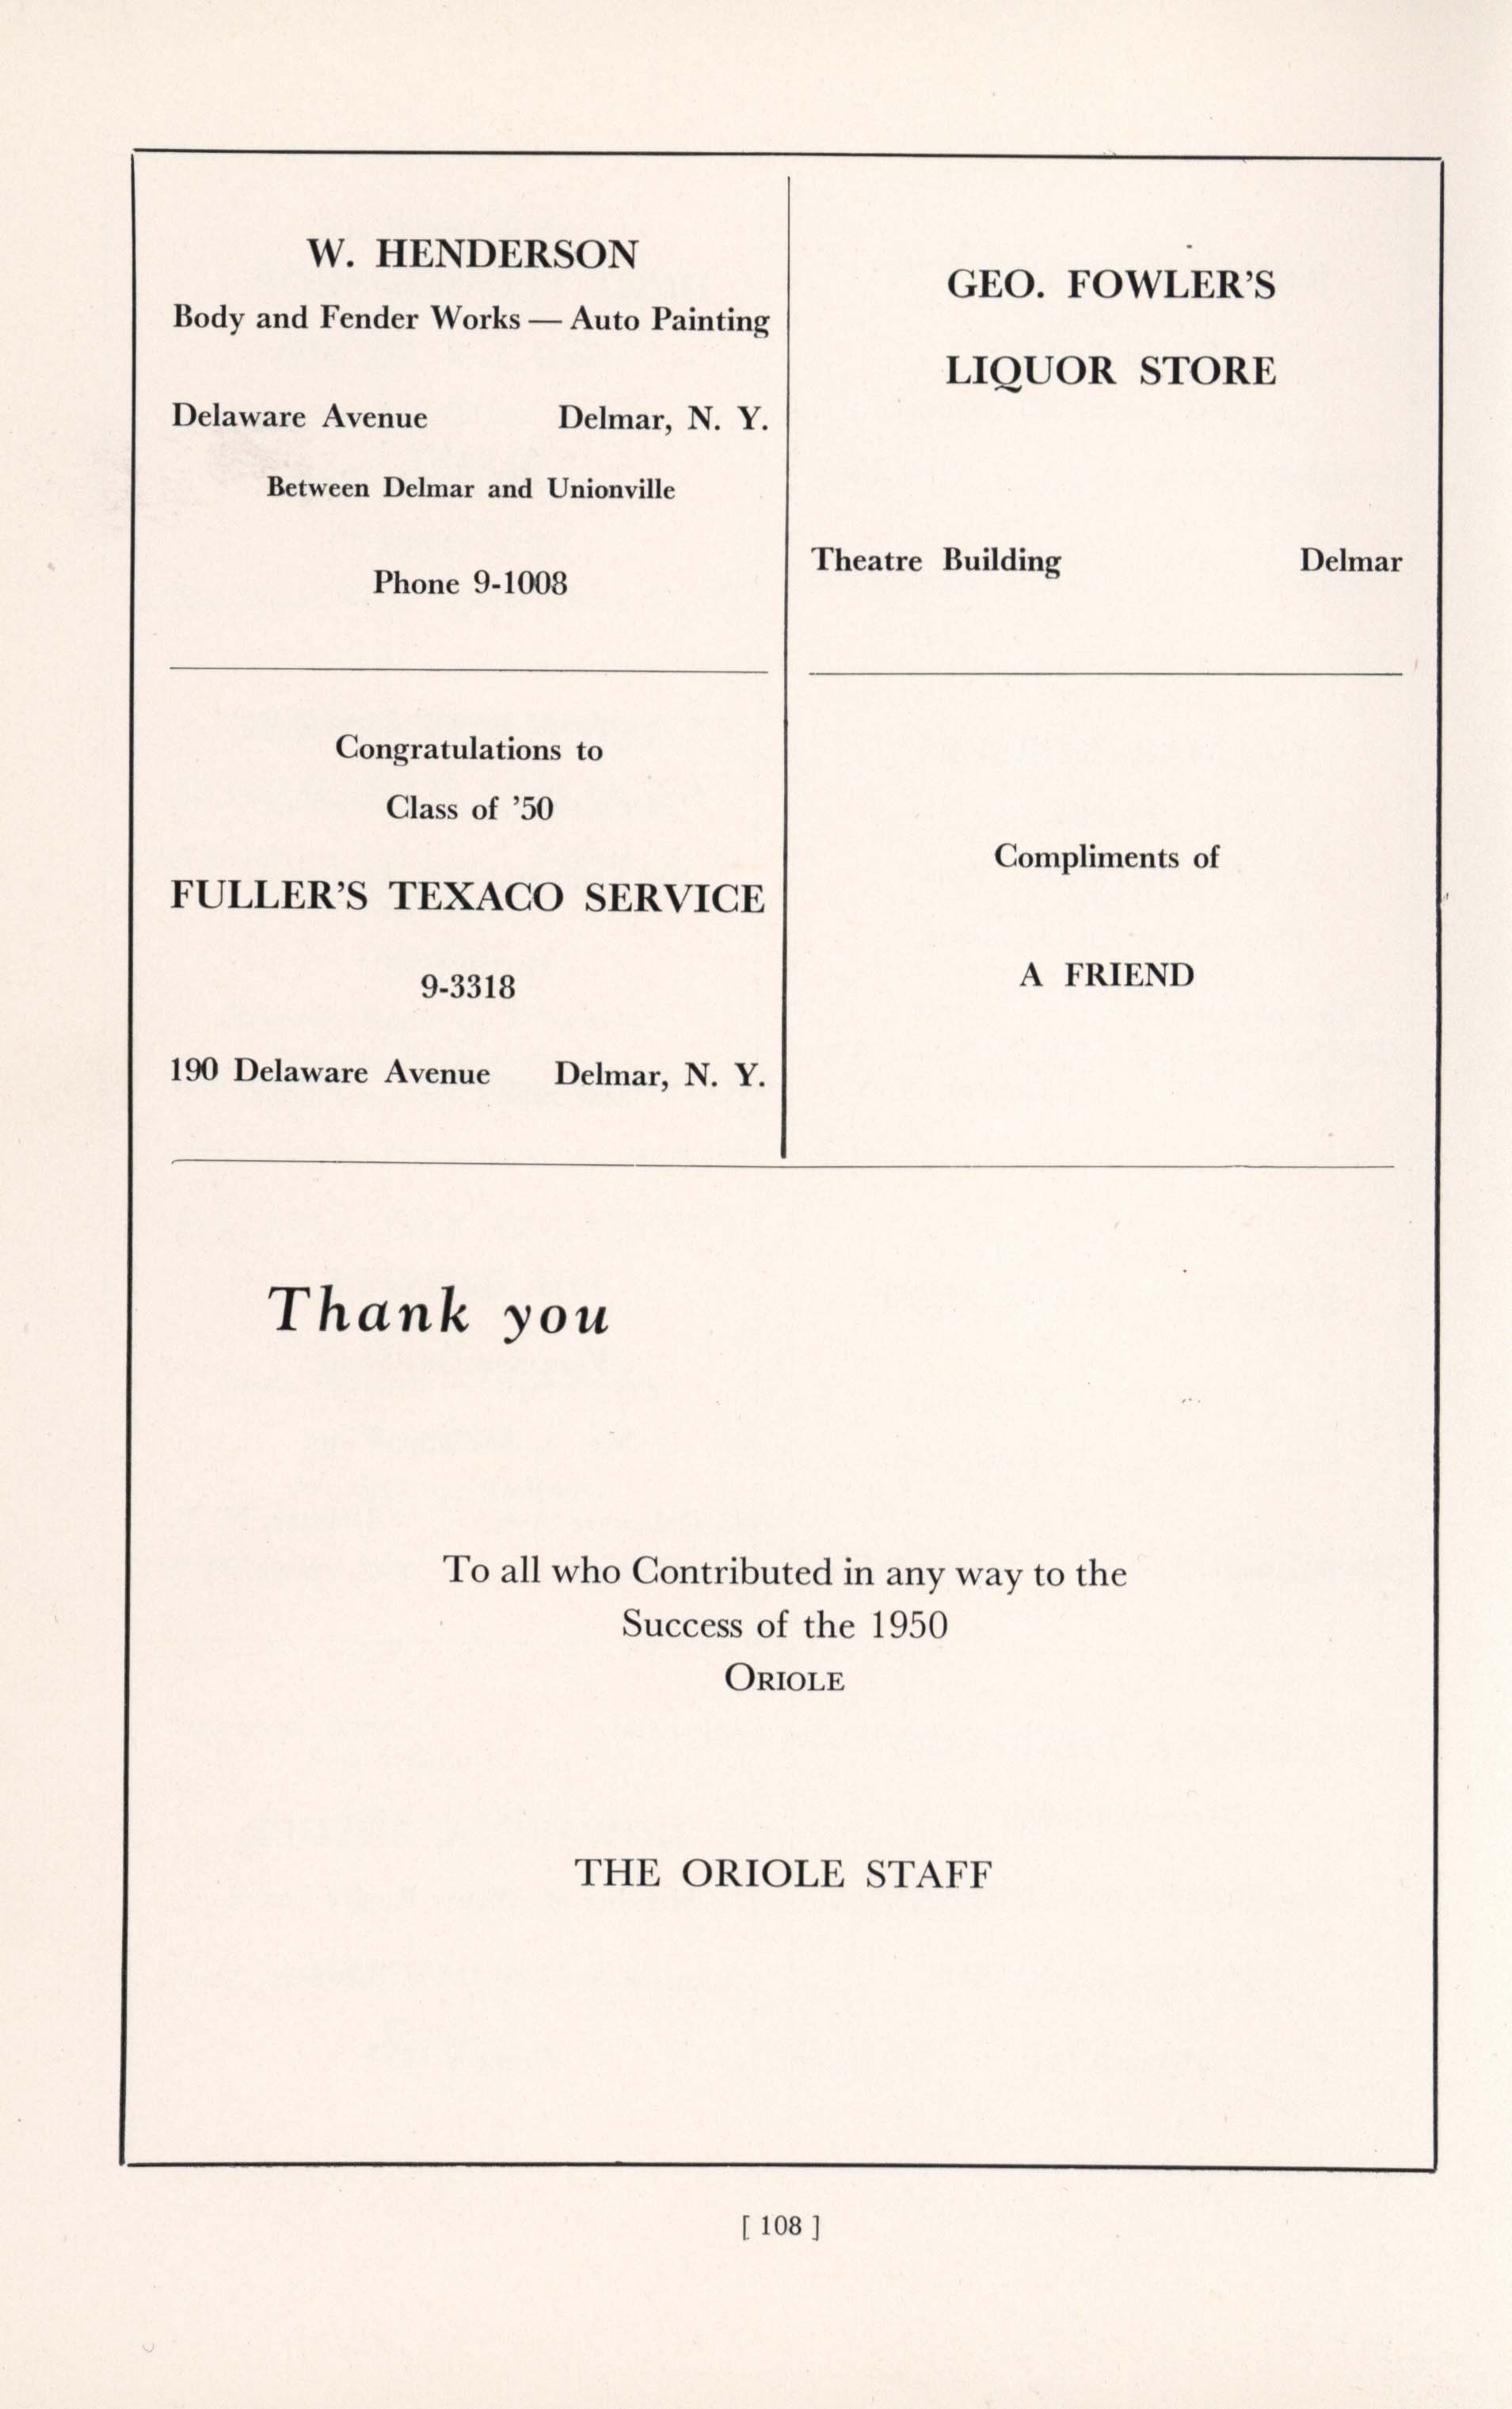 W. HENDERSON
Body and Fender Works — Auto Painting
Delaware Avenue Delmar, N. Y.
Between Delmar and Unionville
Phone 9-1008
GEO. FOWLER'S
LIQUOR STORE
Theatre Building Delmar
Congratulations to
Class of '50
FULLER'S TEXACO SERVICE
9-3318
190 Delaware Avenue Delmar, N. Y.
Compliments of
A FRIEND
Thank you
To all who Contributed in any way to the
Success of the 1950
ORIOLE
THE ORIOLE STAFF
[ 108 ]